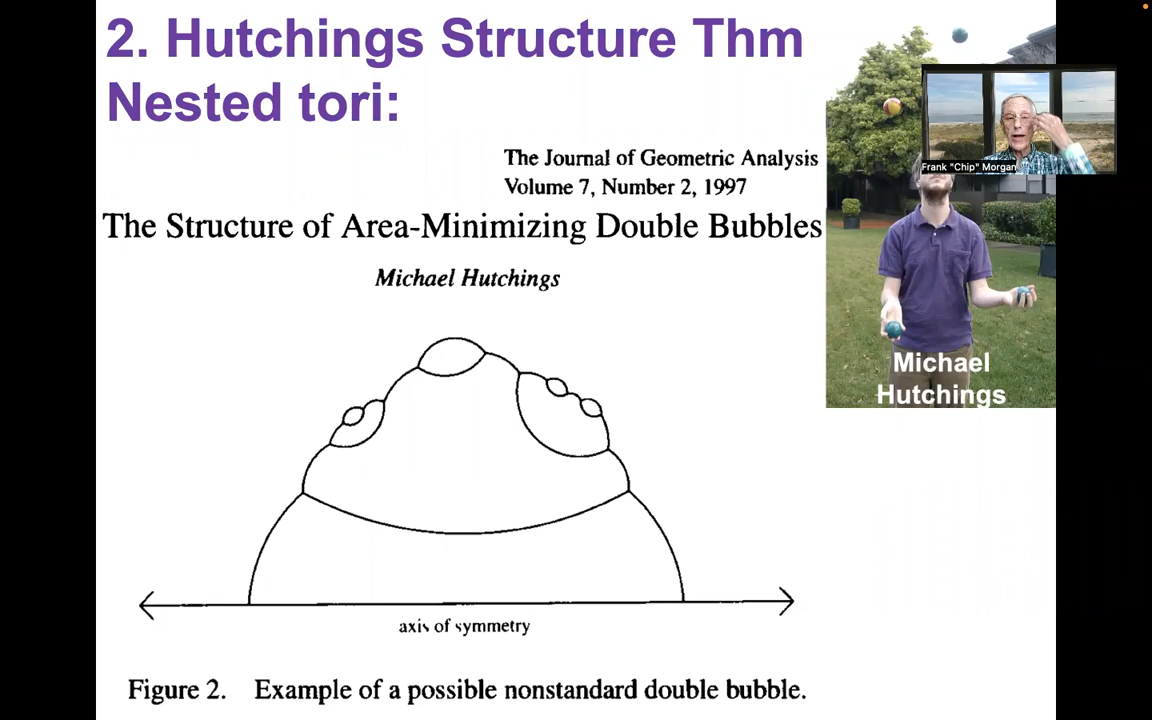 2. Hutchings Structure Thm
Nested tori:
The Journal of Geometric Analysis
Volume 7, Number 2, 1997
The Structure of Area-Minimizing Double Bubbles
Michael Hutchings
Frank "Chip" Morgan
Michael
Hutchings
axis of symmetry
Figure 2. Example of a possible nonstandard double bubble.